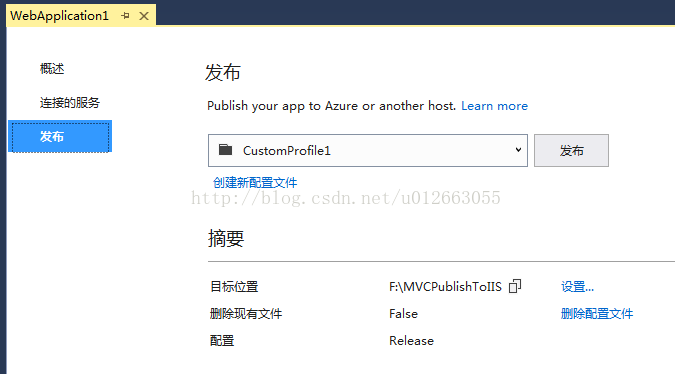 WebApplication1
概述
连接的服务
发布
发布
Publish your app to Azure or another host. Learn more
CustomProfile1
发布
创建新配置文件
http://blog.csdn.net/u012663055
摘要
目标位置 F:\MVCPublishToIIS 设置...
删除现有文件 False 删除配置文件
配置 Release